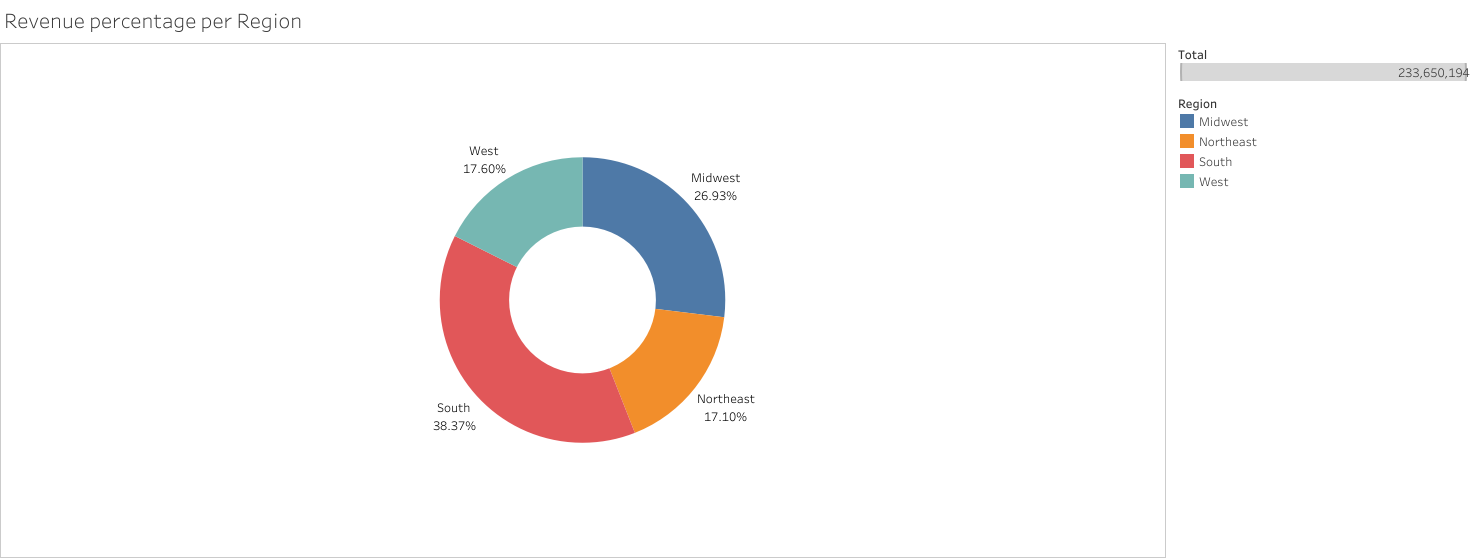 Revenue percentage per Region
West
17.60%
Midwest
26.93%
South
38.37%
Northeast
17.10%
Total
233,650,194
Region
Midwest
Northeast
South
West